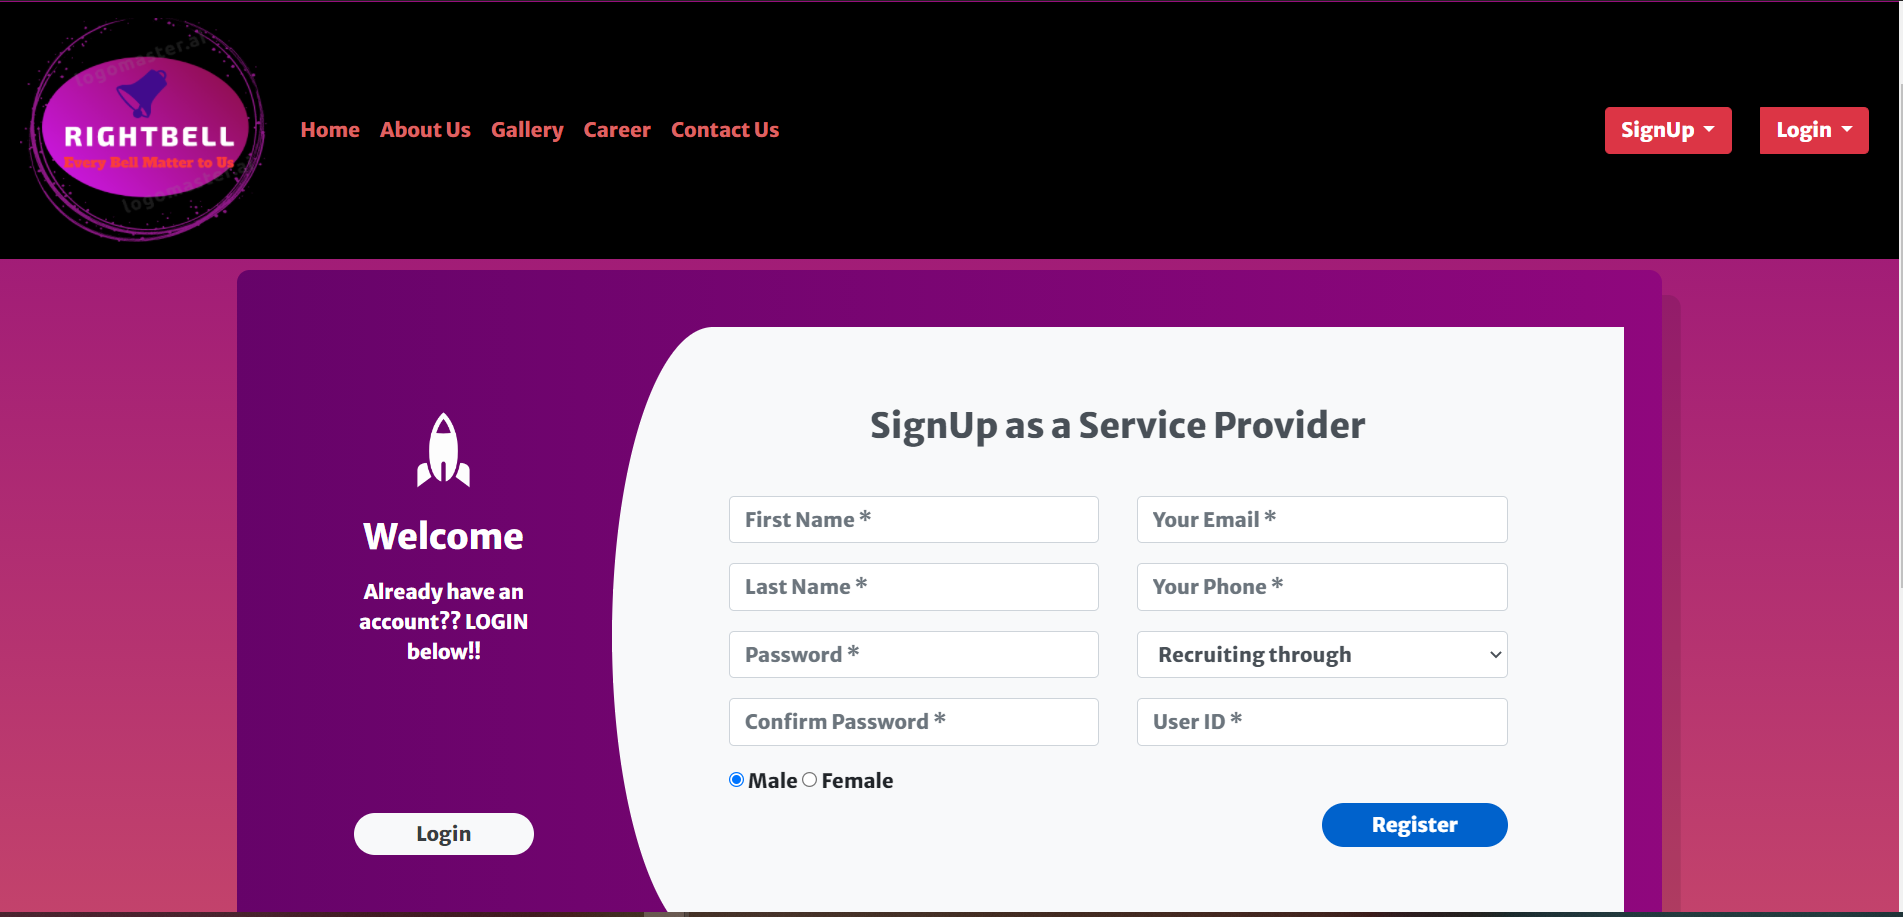 logomaster.ai
RIGHTBELL
Every Bell Matter to Us
logomaster.ai
Home About Us Gallery Career Contact Us
SignUp Login
Welcome
Already have an
account?? LOGIN
below!!
Login
SignUp as a Service Provider
First Name * Your Email *
Last Name * Your Phone *
Password * Recruiting through
Confirm Password * User ID *
Male Female
Register